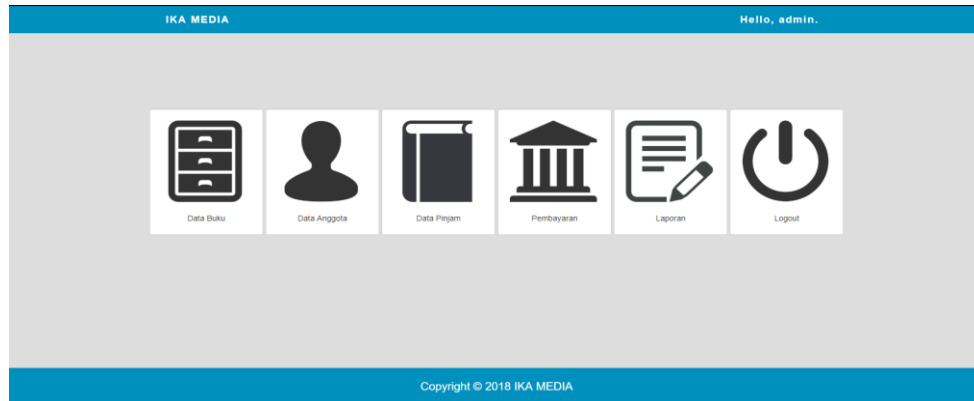 IKA MEDIA Hello, admin.
Data Buku Data Anggota Data Pinjam Pembayaran Laporan Logout
Copyright © 2018 IKA MEDIA